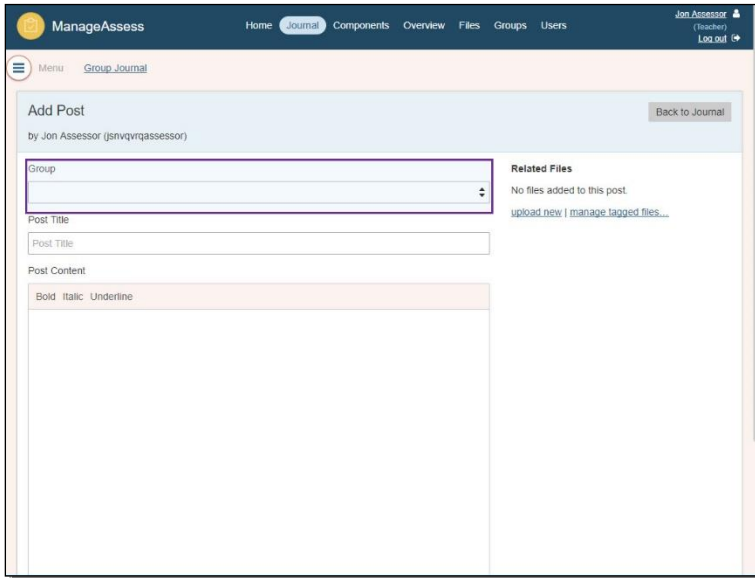 ManageAssess
Home Journal Components Overview Files Groups Users
Jon Assessor
(Teacher)
Log out
Menu Group Journal
Add Post
Back to Journal
by Jon Assessor (jsnvqvrqassessor)
Group
Post Title
Post Title
Post Content
Bold Italic Underline
Related Files
No files added to this post.
upload new | manage tagged files...